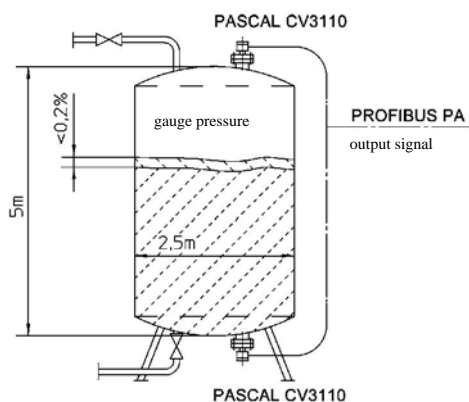 PASCAL CV3110
<0,2%
gauge pressure
PROFIBUS PA
output signal
5m
2,5m
PASCAL CV3110